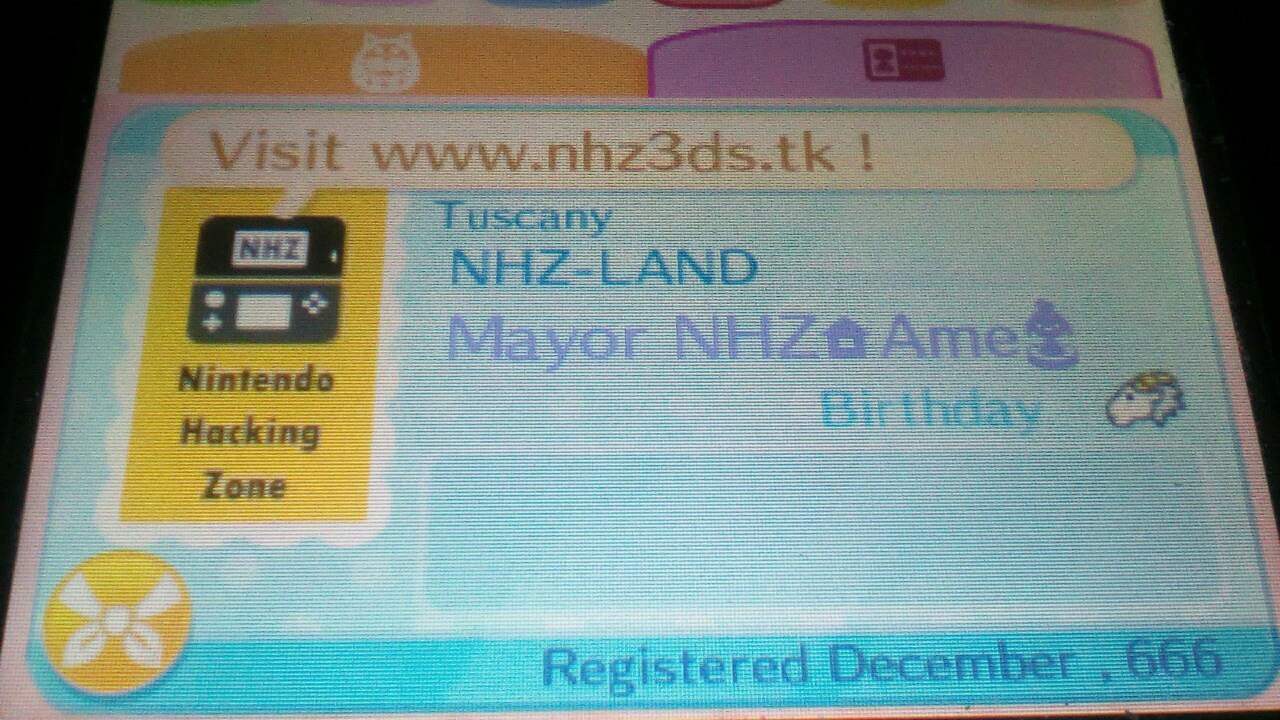 Visit www.nhz3ds.tk !
NHZ
Nintendo
Hacking
Zone
Tuscany
NHZ-LAND
Mayor NHZ Ame
Birthday
Registered December , 666